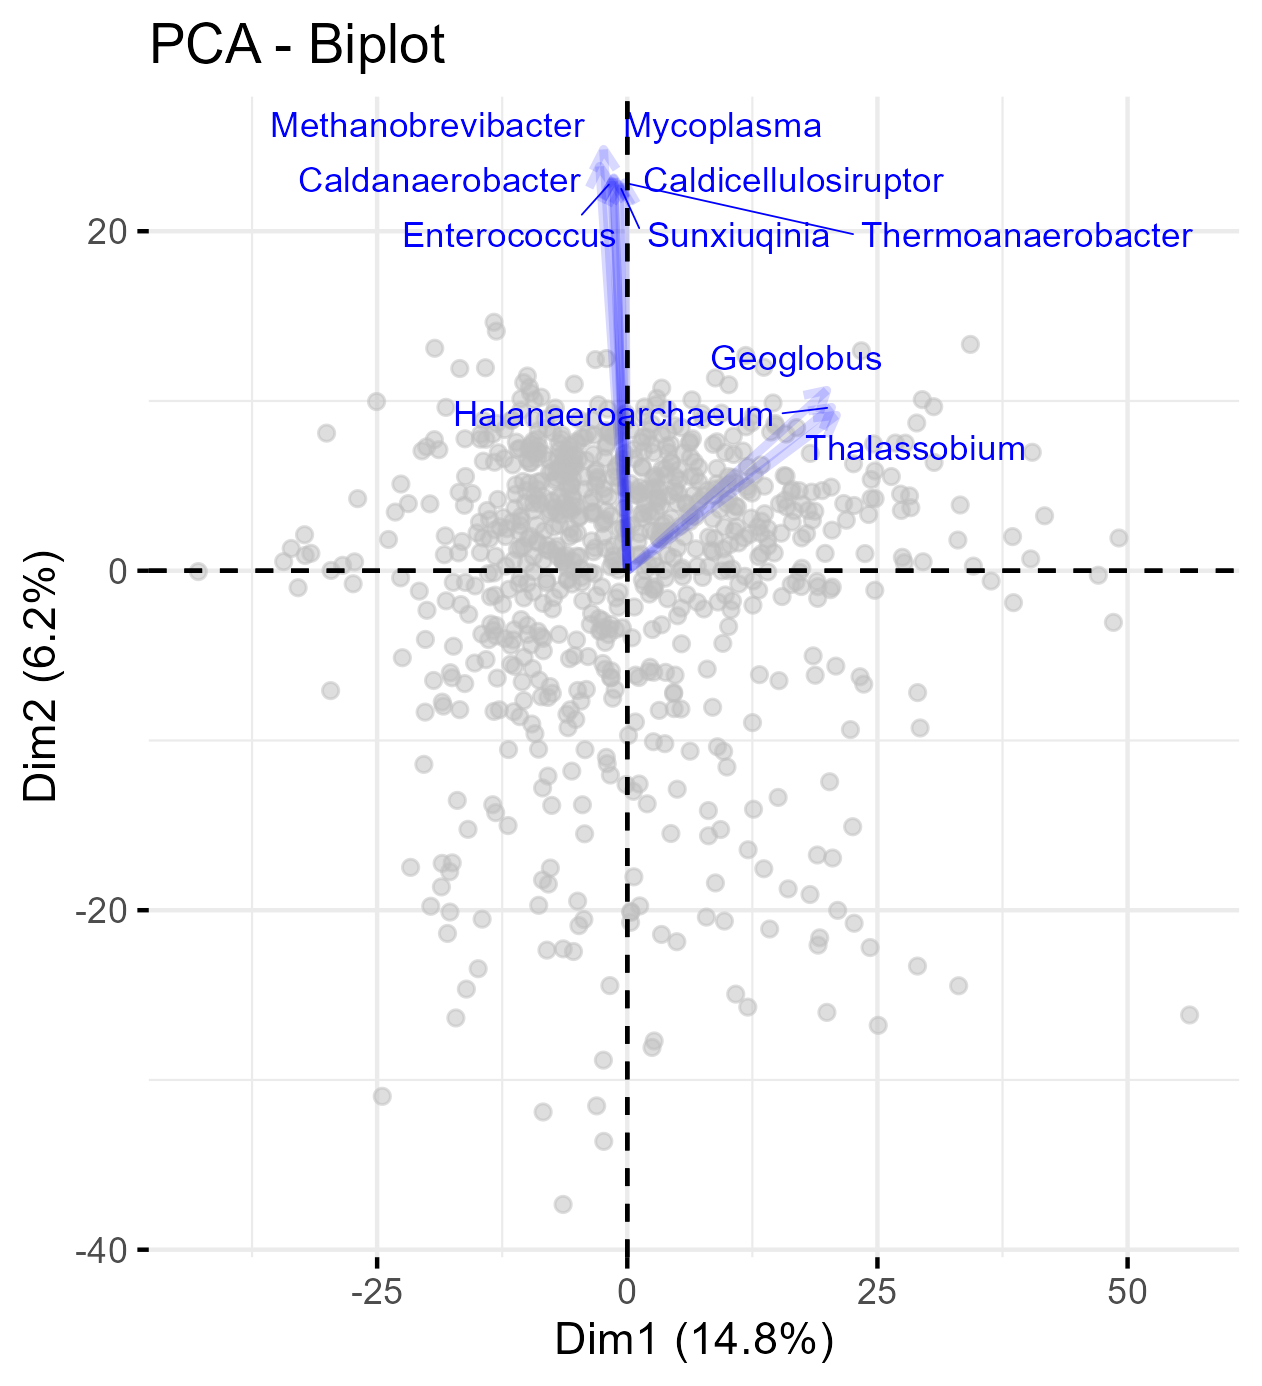 PCA - Biplot
Methanobrevibacter Mycoplasma
Caldanaerobacter Caldicellulosiruptor
Enterococcus Sunxiuqinia Thermoanaerobacter
20
Geoglobus
Halanaeroarchaeum
Thalassobium
0
-20
-40
-25 0 25 50
Dim1 (14.8%)
Dim2 (6.2%)